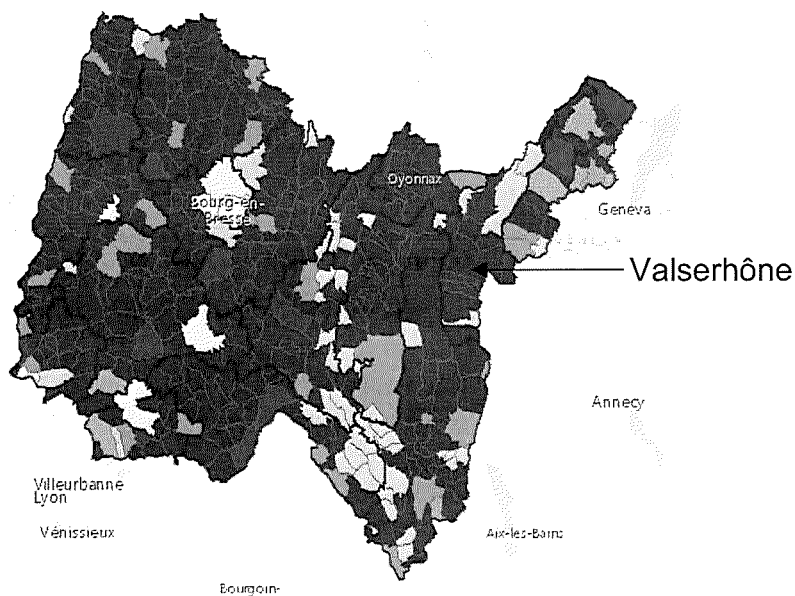 Oyonnax
Bourg-en-
Bresse
Geneva
Valserhône
Annecy
Villeurbanne
Lyon
Vénissieux
Aix-les-Bains
Bourgoin-